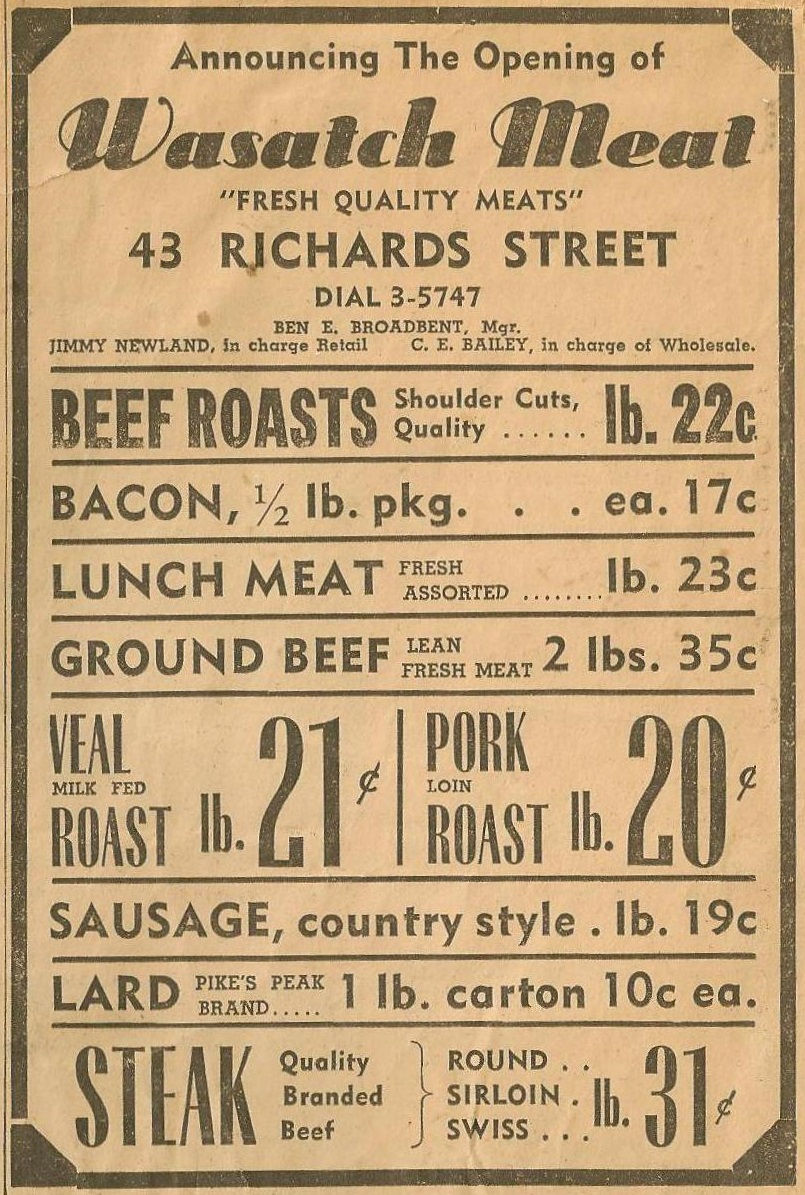 Announcing The Opening of
Wasatch Meat
"FRESH QUALITY MEATS"
43 RICHARDS STREET
DIAL 3-5747
BEN E. BROADBENT, Mgr.
JIMMY NEWLAND, in charge Retail C. E. BAILEY, in charge of Wholesale.
BEEF ROASTS Shoulder Cuts, Quality ...... lb. 22c
BACON, ½ lb. pkg. . . ea. 17c
LUNCH MEAT FRESH ASSORTED ........ lb. 23c
GROUND BEEF LEAN FRESH MEAT 2 lbs. 35c
VEAL MILK FED ROAST lb. 21¢
PORK LOIN ROAST lb. 20¢
SAUSAGE, country style . lb. 19c
LARD PIKE'S PEAK BRAND..... 1 lb. carton 10c ea.
STEAK Quality Branded Beef } ROUND . . SIRLOIN . SWISS ... lb. 31¢